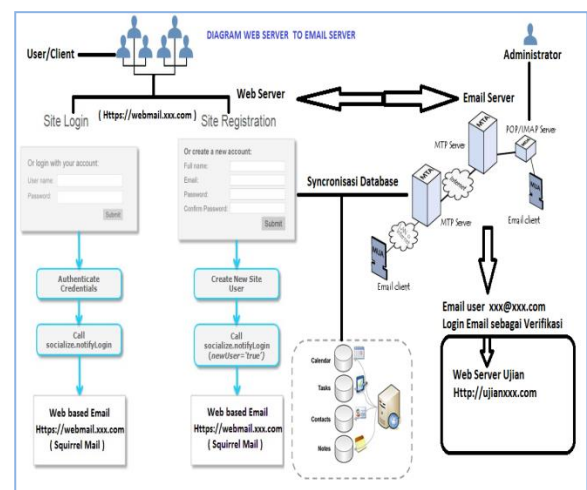 DIAGRAM WEB SERVER TO EMAIL SERVER
User/Client
Administrator
Web Server
Email Server
( Https://webmail.xxx.com )
Site Login
Site Registration
Or login with your account:
User name:
Password:
Submit
Or create a new account:
Full name:
Email:
Password:
Confirm Password:
Submit
Syncronisasi Database
MTA
POP/IMAP Server
MTP Server
MTA
MTA
MUA
Email client
MTP Server
MUA
Email client
Authenticate
Credentials
Create New Site
User
Call
socialize.notifyLogin
Call
socialize.notifyLogin
(newUser='true')
Web based Email
Https://webmail.xxx.com
( Squirrel Mail )
Web based Email
Https://webmail.xxx.com
( Squirrel Mail )
Calendar
Tasks
Contacts
Notes
Email user xxx@xxx.com
Login Email sebagai Verifikasi
Web Server Ujian
Http://ujianxxx.com